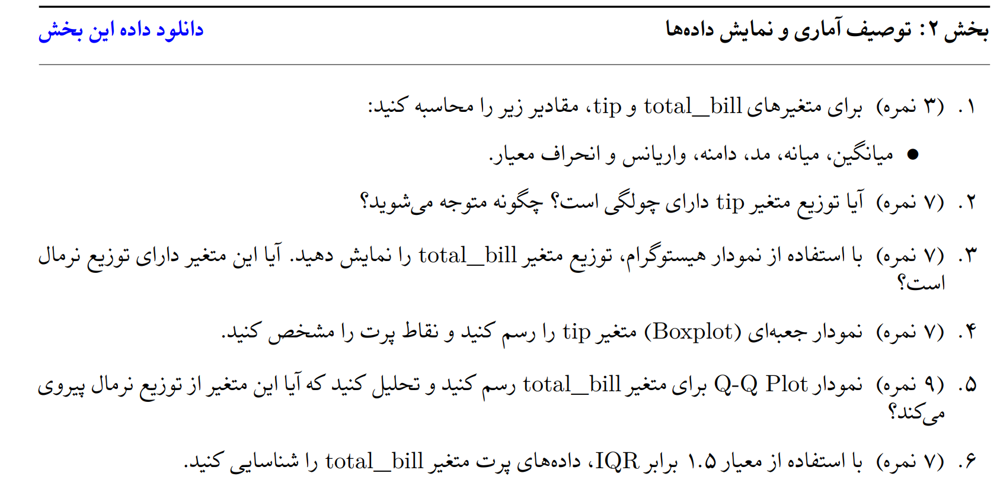 بخش ۲: توصیف آماری و نمایش داده‌ها دانلود داده این بخش
۱. (۳ نمره) برای متغیرهای total_bill و tip، مقادیر زیر را محاسبه کنید:
● میانگین، میانه، مد، دامنه، واریانس و انحراف معیار.
۲. (۷ نمره) آیا توزیع متغیر tip دارای چولگی است؟ چگونه متوجه می‌شوید؟
۳. (۷ نمره) با استفاده از نمودار هیستوگرام، توزیع متغیر total_bill را نمایش دهید. آیا این متغیر دارای توزیع نرمال
است؟
۴. (۷ نمره) نمودار جعبه‌ای (Boxplot) متغیر tip را رسم کنید و نقاط پرت را مشخص کنید.
۵. (۹ نمره) نمودار Q-Q Plot برای متغیر total_bill رسم کنید و تحلیل کنید که آیا این متغیر از توزیع نرمال پیروی
می‌کند؟
۶. (۷ نمره) با استفاده از معیار ۱.۵ برابر IQR، داده‌های پرت متغیر total_bill را شناسایی کنید.